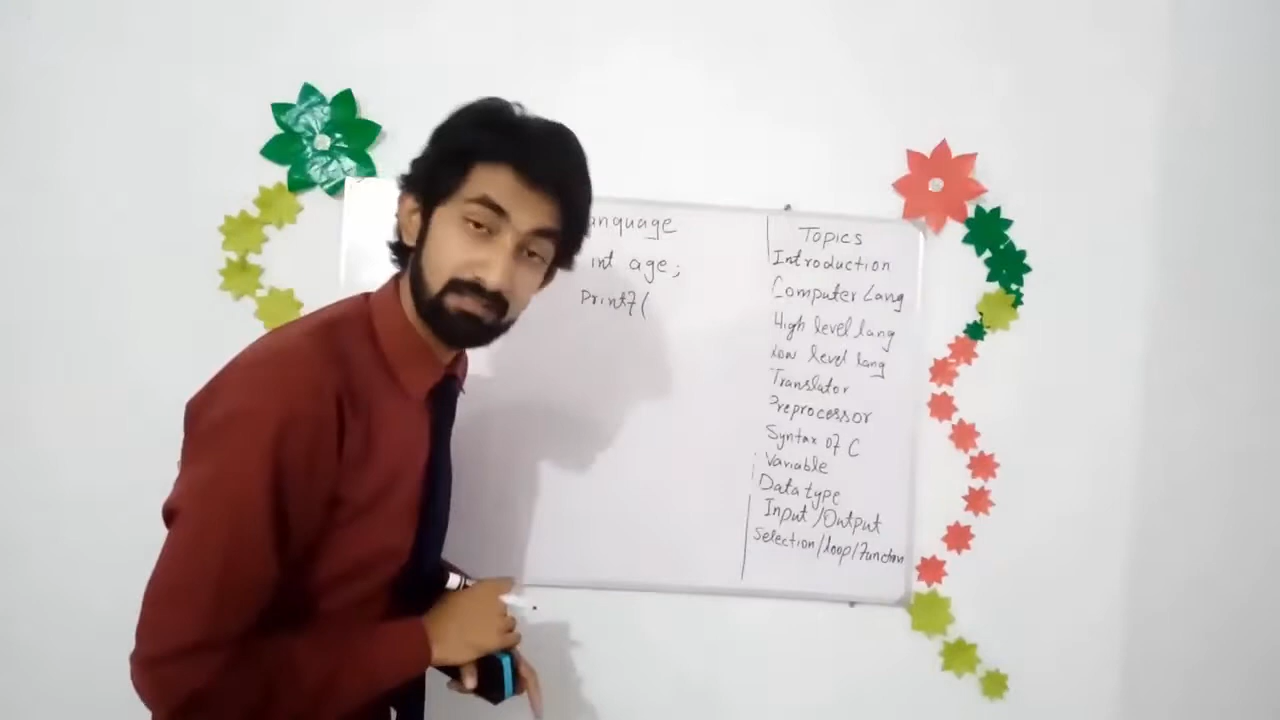 anguage
int age;
printf(
Topics
Introduction
Computer Lang
High level lang
Low level lang
Translator
Preprocessor
Syntax of C
Variable
Data type
Input/Output
Selection/loop/Function